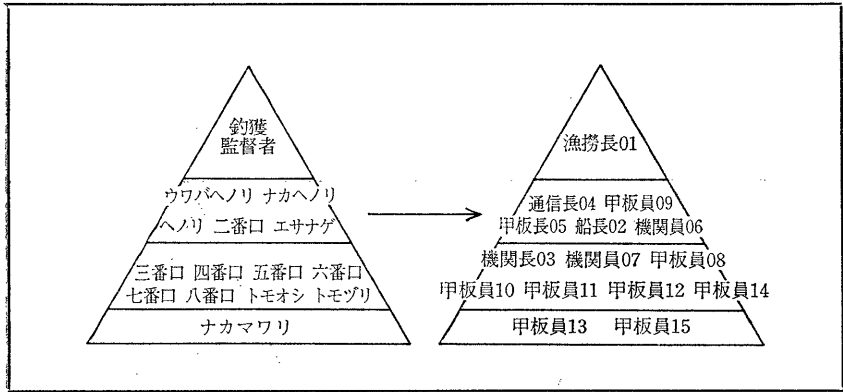 釣獲
監督者
ウワバヘノリ ナカヘノリ
ヘノリ 二番口 エサナゲ
三番口 四番口 五番口 六番口
七番口 八番口 トモオシ トモヅリ
ナカマワリ
漁撈長01
通信長04 甲板員09
甲板長05 船長02 機関員06
機関長03 機関員07 甲板員08
甲板員10 甲板員11 甲板員12 甲板員14
甲板員13 甲板員15